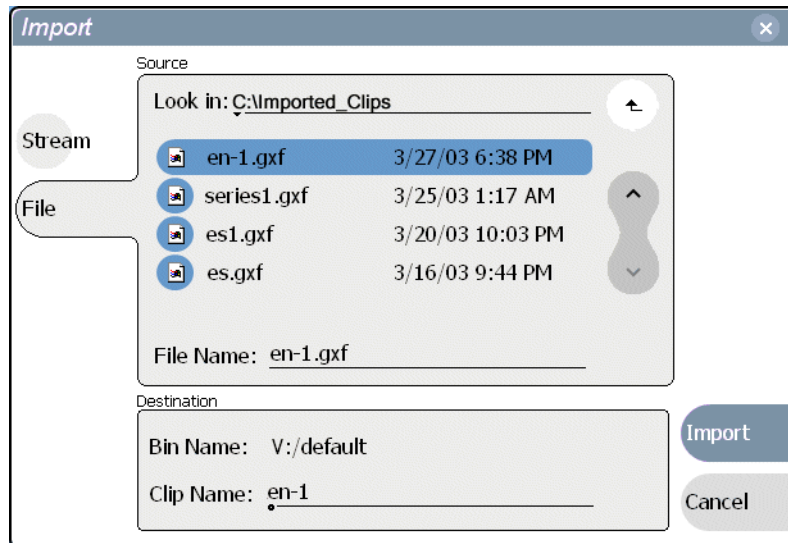 Import
Source
Look in: C:\Imported_Clips
Stream
File
en-1.gxf 3/27/03 6:38 PM
series1.gxf 3/25/03 1:17 AM
es1.gxf 3/20/03 10:03 PM
es.gxf 3/16/03 9:44 PM
File Name: en-1.gxf
Destination
Bin Name: V:/default
Clip Name: en-1
Import
Cancel